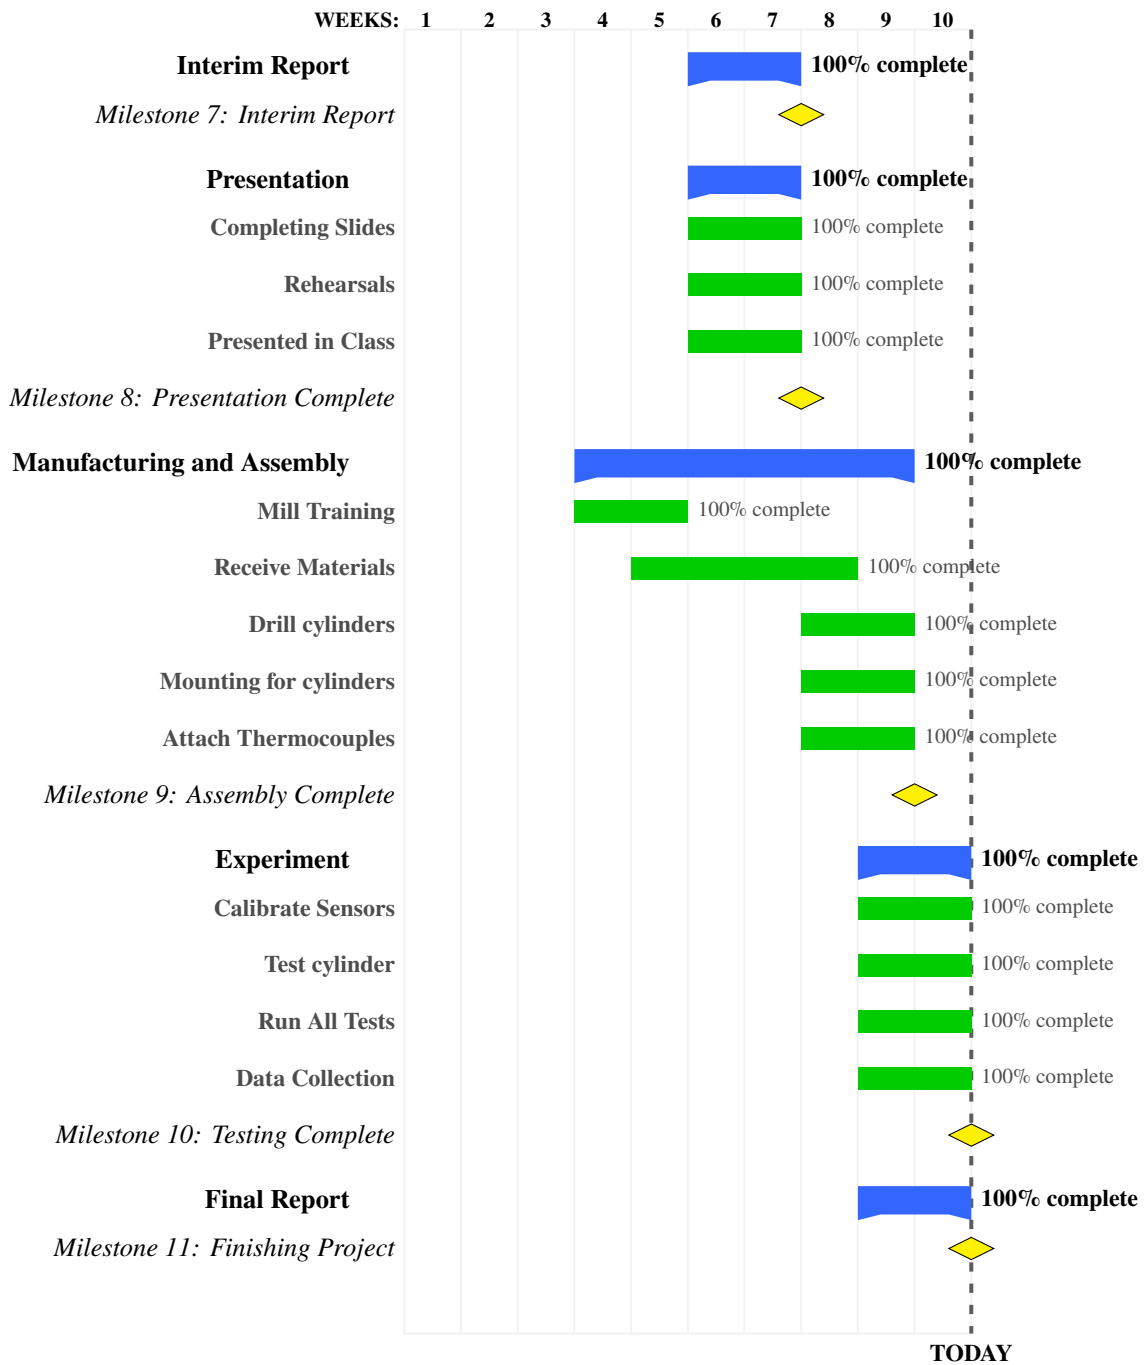 WEEKS: 1 2 3 4 5 6 7 8 9 10
Interim Report 100% complete
Milestone 7: Interim Report
Presentation 100% complete
Completing Slides 100% complete
Rehearsals 100% complete
Presented in Class 100% complete
Milestone 8: Presentation Complete
Manufacturing and Assembly 100% complete
Mill Training 100% complete
Receive Materials 100% complete
Drill cylinders 100% complete
Mounting for cylinders 100% complete
Attach Thermocouples 100% complete
Milestone 9: Assembly Complete
Experiment 100% complete
Calibrate Sensors 100% complete
Test cylinder 100% complete
Run All Tests 100% complete
Data Collection 100% complete
Milestone 10: Testing Complete
Final Report 100% complete
Milestone 11: Finishing Project
TODAY